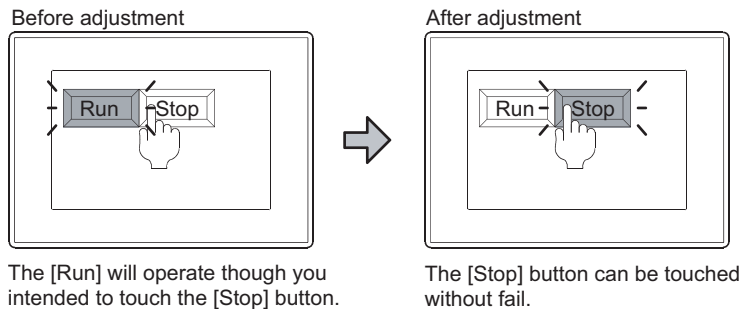 Before adjustment
Run
Stop
The [Run] will operate though you
intended to touch the [Stop] button.
After adjustment
Run
Stop
The [Stop] button can be touched
without fail.